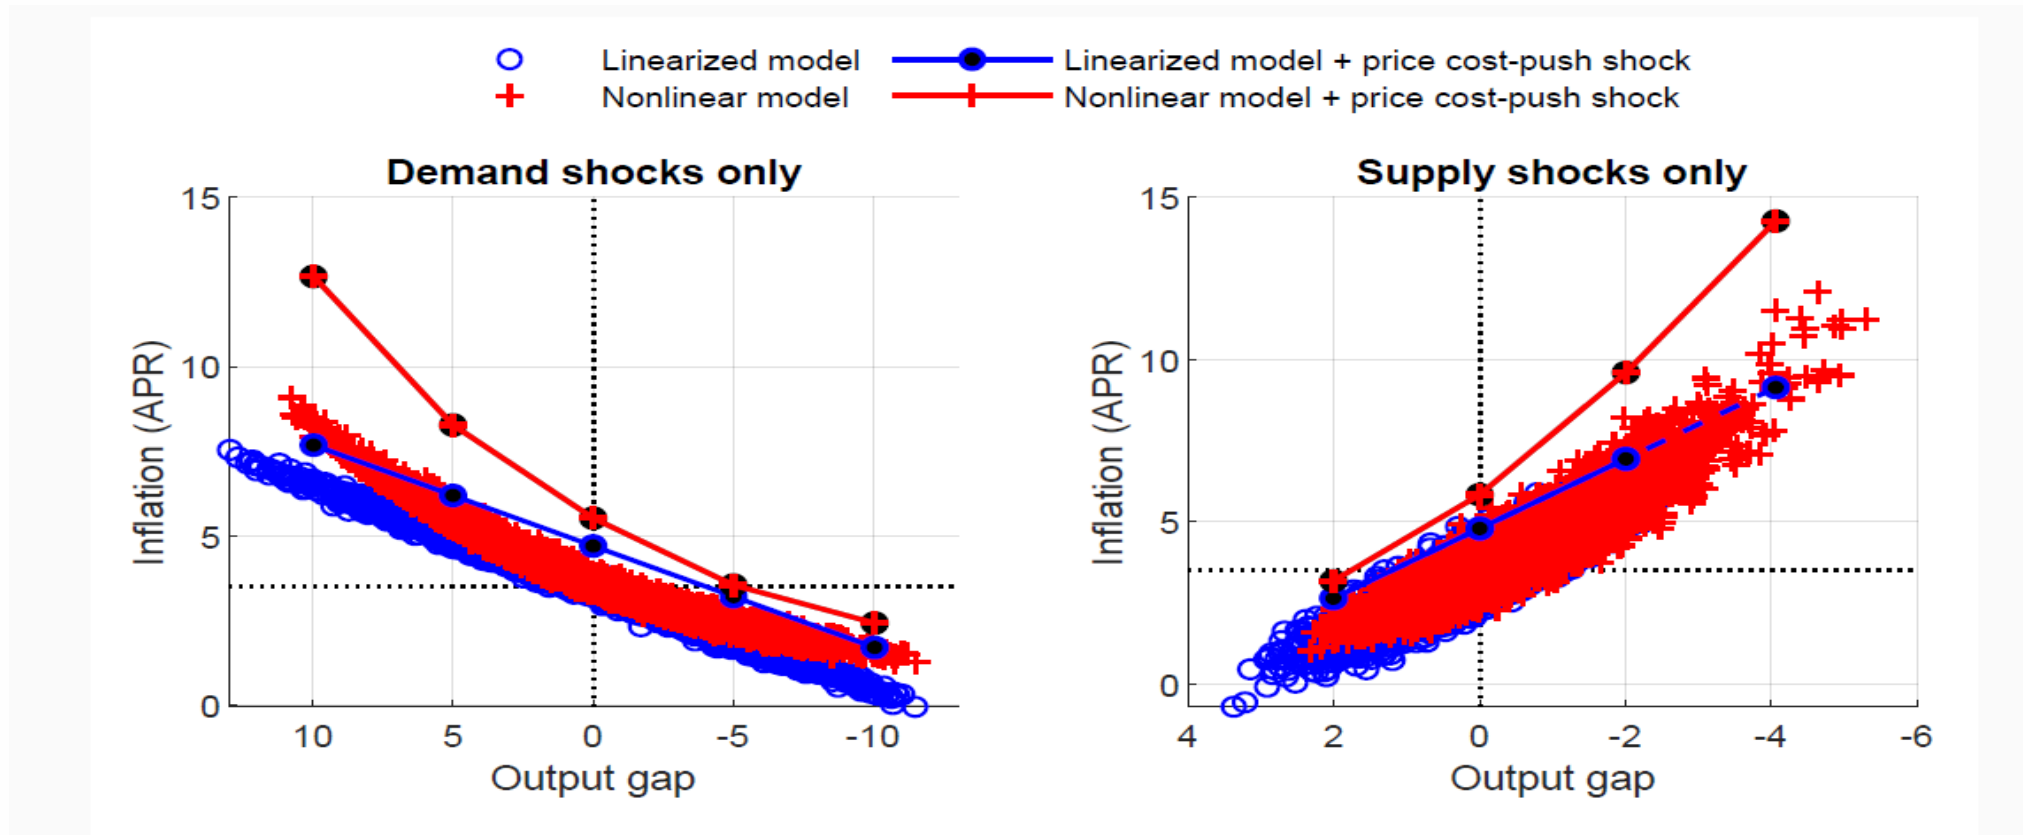 Linearized model
Linearized model + price cost-push shock
Nonlinear model
Nonlinear model + price cost-push shock
Demand shocks only
15
10
5
0
Inflation (APR)
10 5 0 -5 -10
Output gap
Supply shocks only
15
10
5
0
Inflation (APR)
4 2 0 -2 -4 -6
Output gap